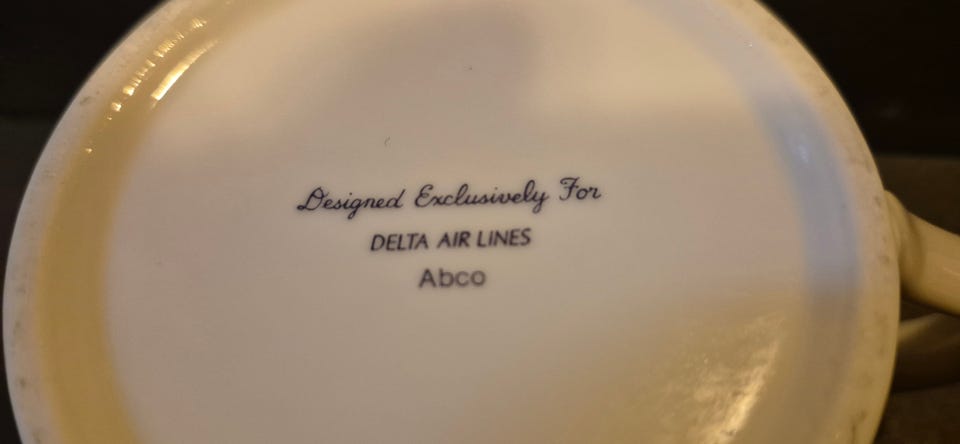 Designed Exclusively For
DELTA AIR LINES
Abco